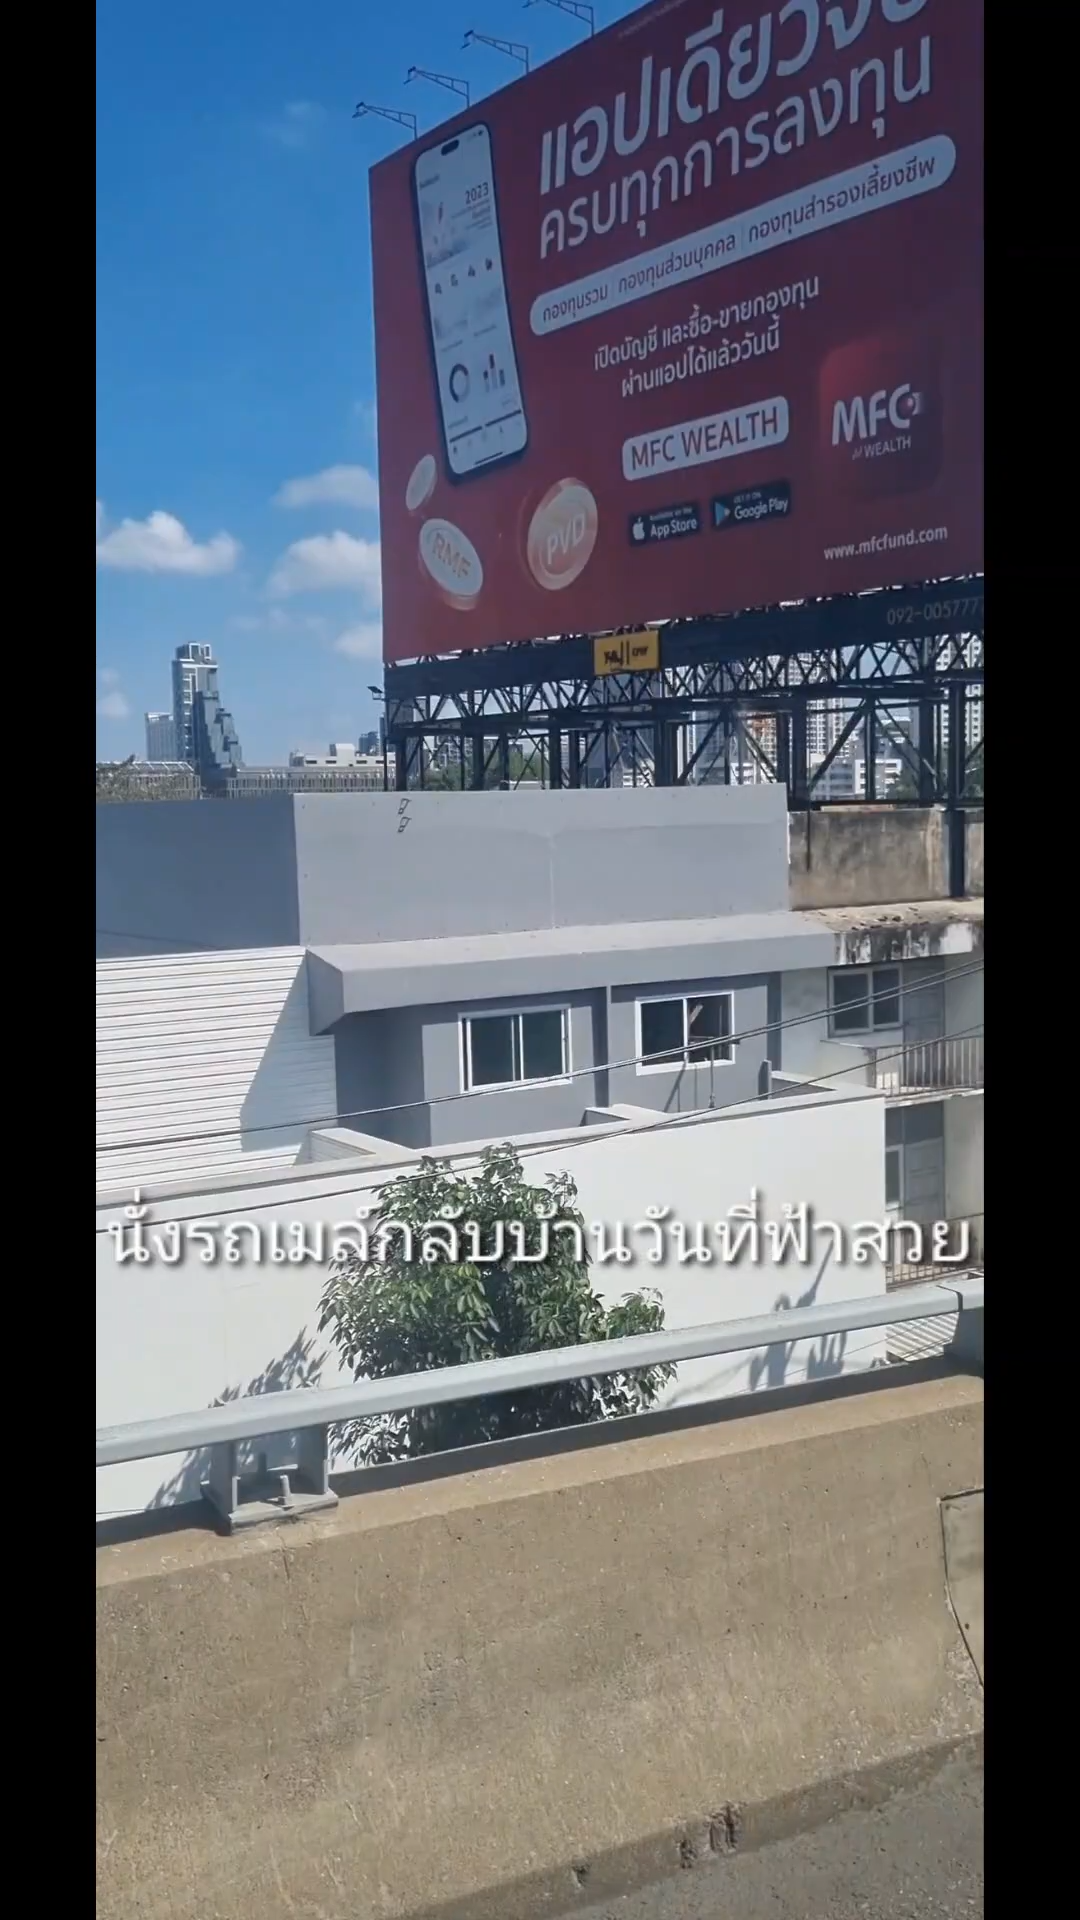 แอปเดียวจบ
ครบทุกการลงทุน
กองทุนรวม | กองทุนส่วนบุคคล | กองทุนสำรองเลี้ยงชีพ
เปิดบัญชี และซื้อ-ขายกองทุน
ผ่านแอปได้แล้ววันนี้
2023
MFC WEALTH
MFC
WEALTH
Available on the App Store
GET IT ON Google Play
RMF
PVD
www.mfcfund.com
092-005777
นั่งรถเมล์กลับบ้านวันที่ฟ้าสวย